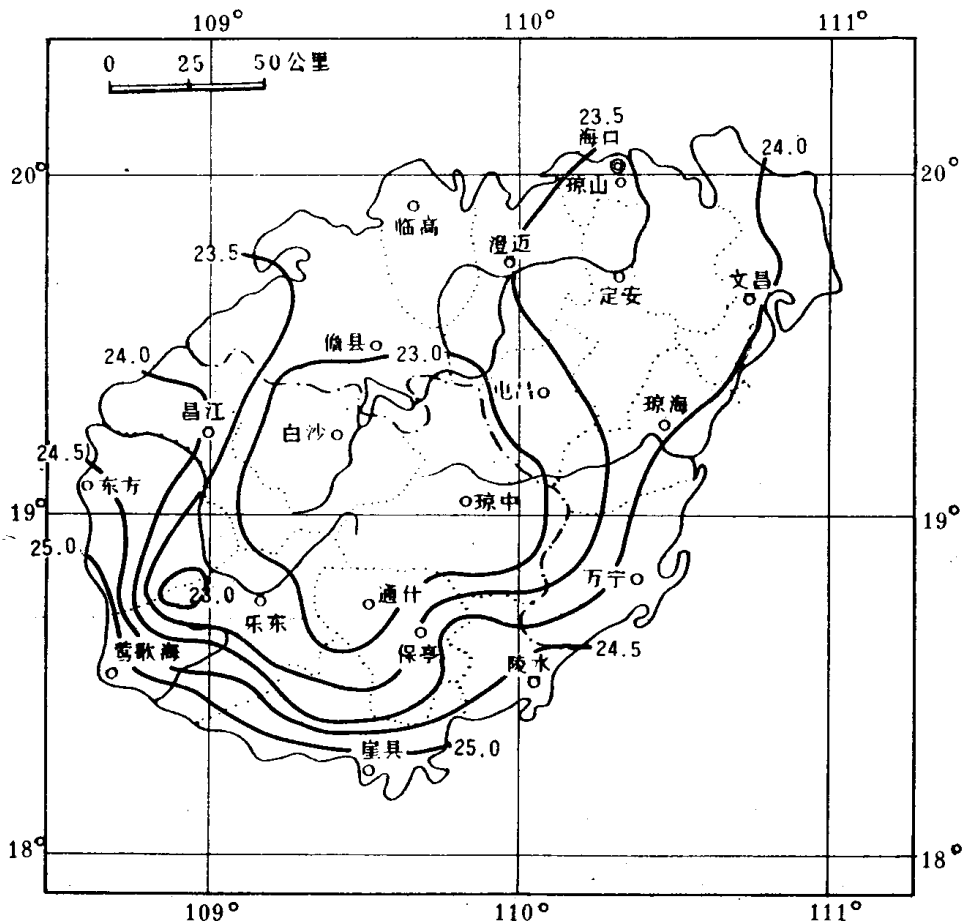 109° 110° 111°
0 25 50公里
23.5
海口
24.0
20° 20°
琼山
临高
澄迈
23.5
定安 文昌
儋县 23.0
24.0
屯昌
昌江 琼海
白沙
24.5
东方
琼中
19° 19°
25.0
万宁
23.0 通什
乐东
保亭 24.5
莺歌海 陵水
崖县 25.0
18° 18°
109° 110° 111°